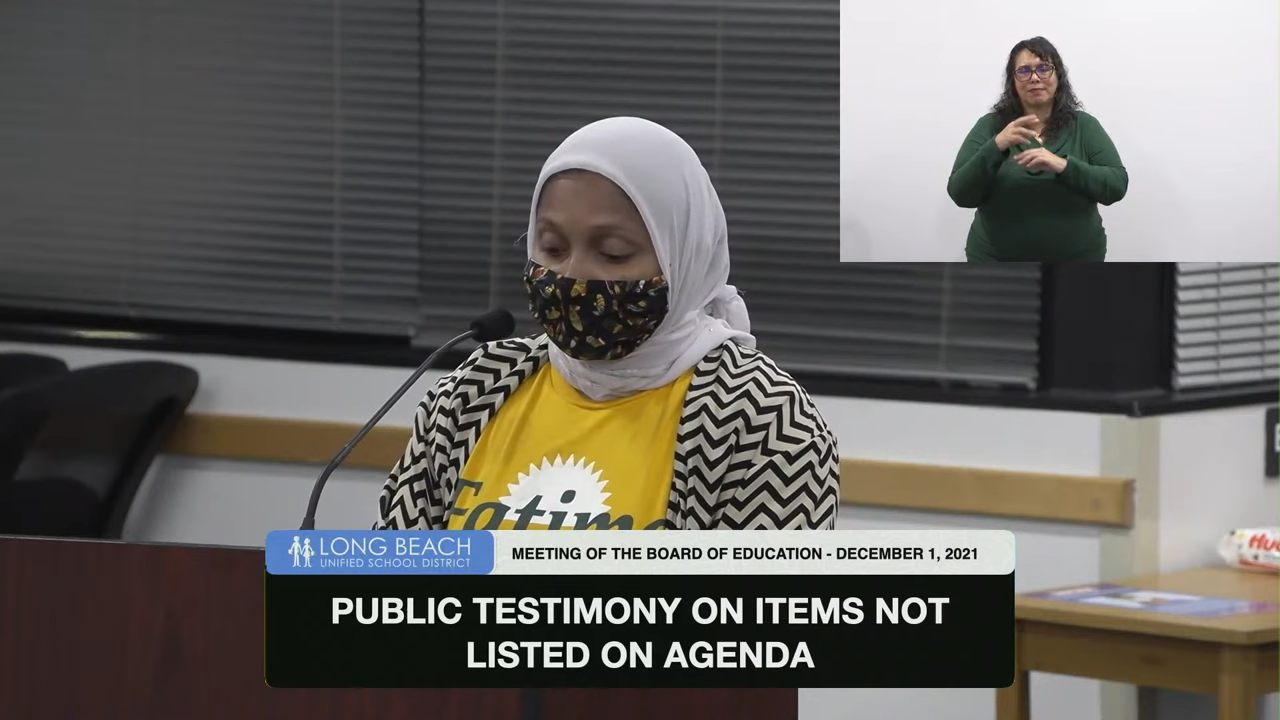 Fatima
LONG BEACH
UNIFIED SCHOOL DISTRICT
MEETING OF THE BOARD OF EDUCATION - DECEMBER 1, 2021
PUBLIC TESTIMONY ON ITEMS NOT
LISTED ON AGENDA